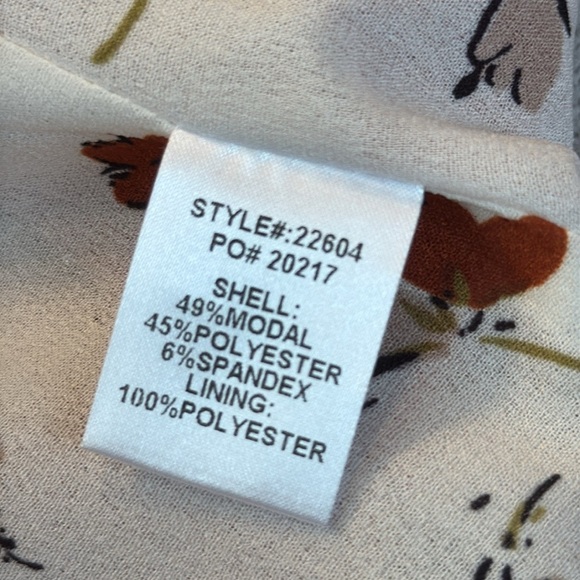 STYLE#:22604
PO# 20217
SHELL:
49%MODAL
45%POLYESTER
6%SPANDEX
LINING:
100%POLYESTER